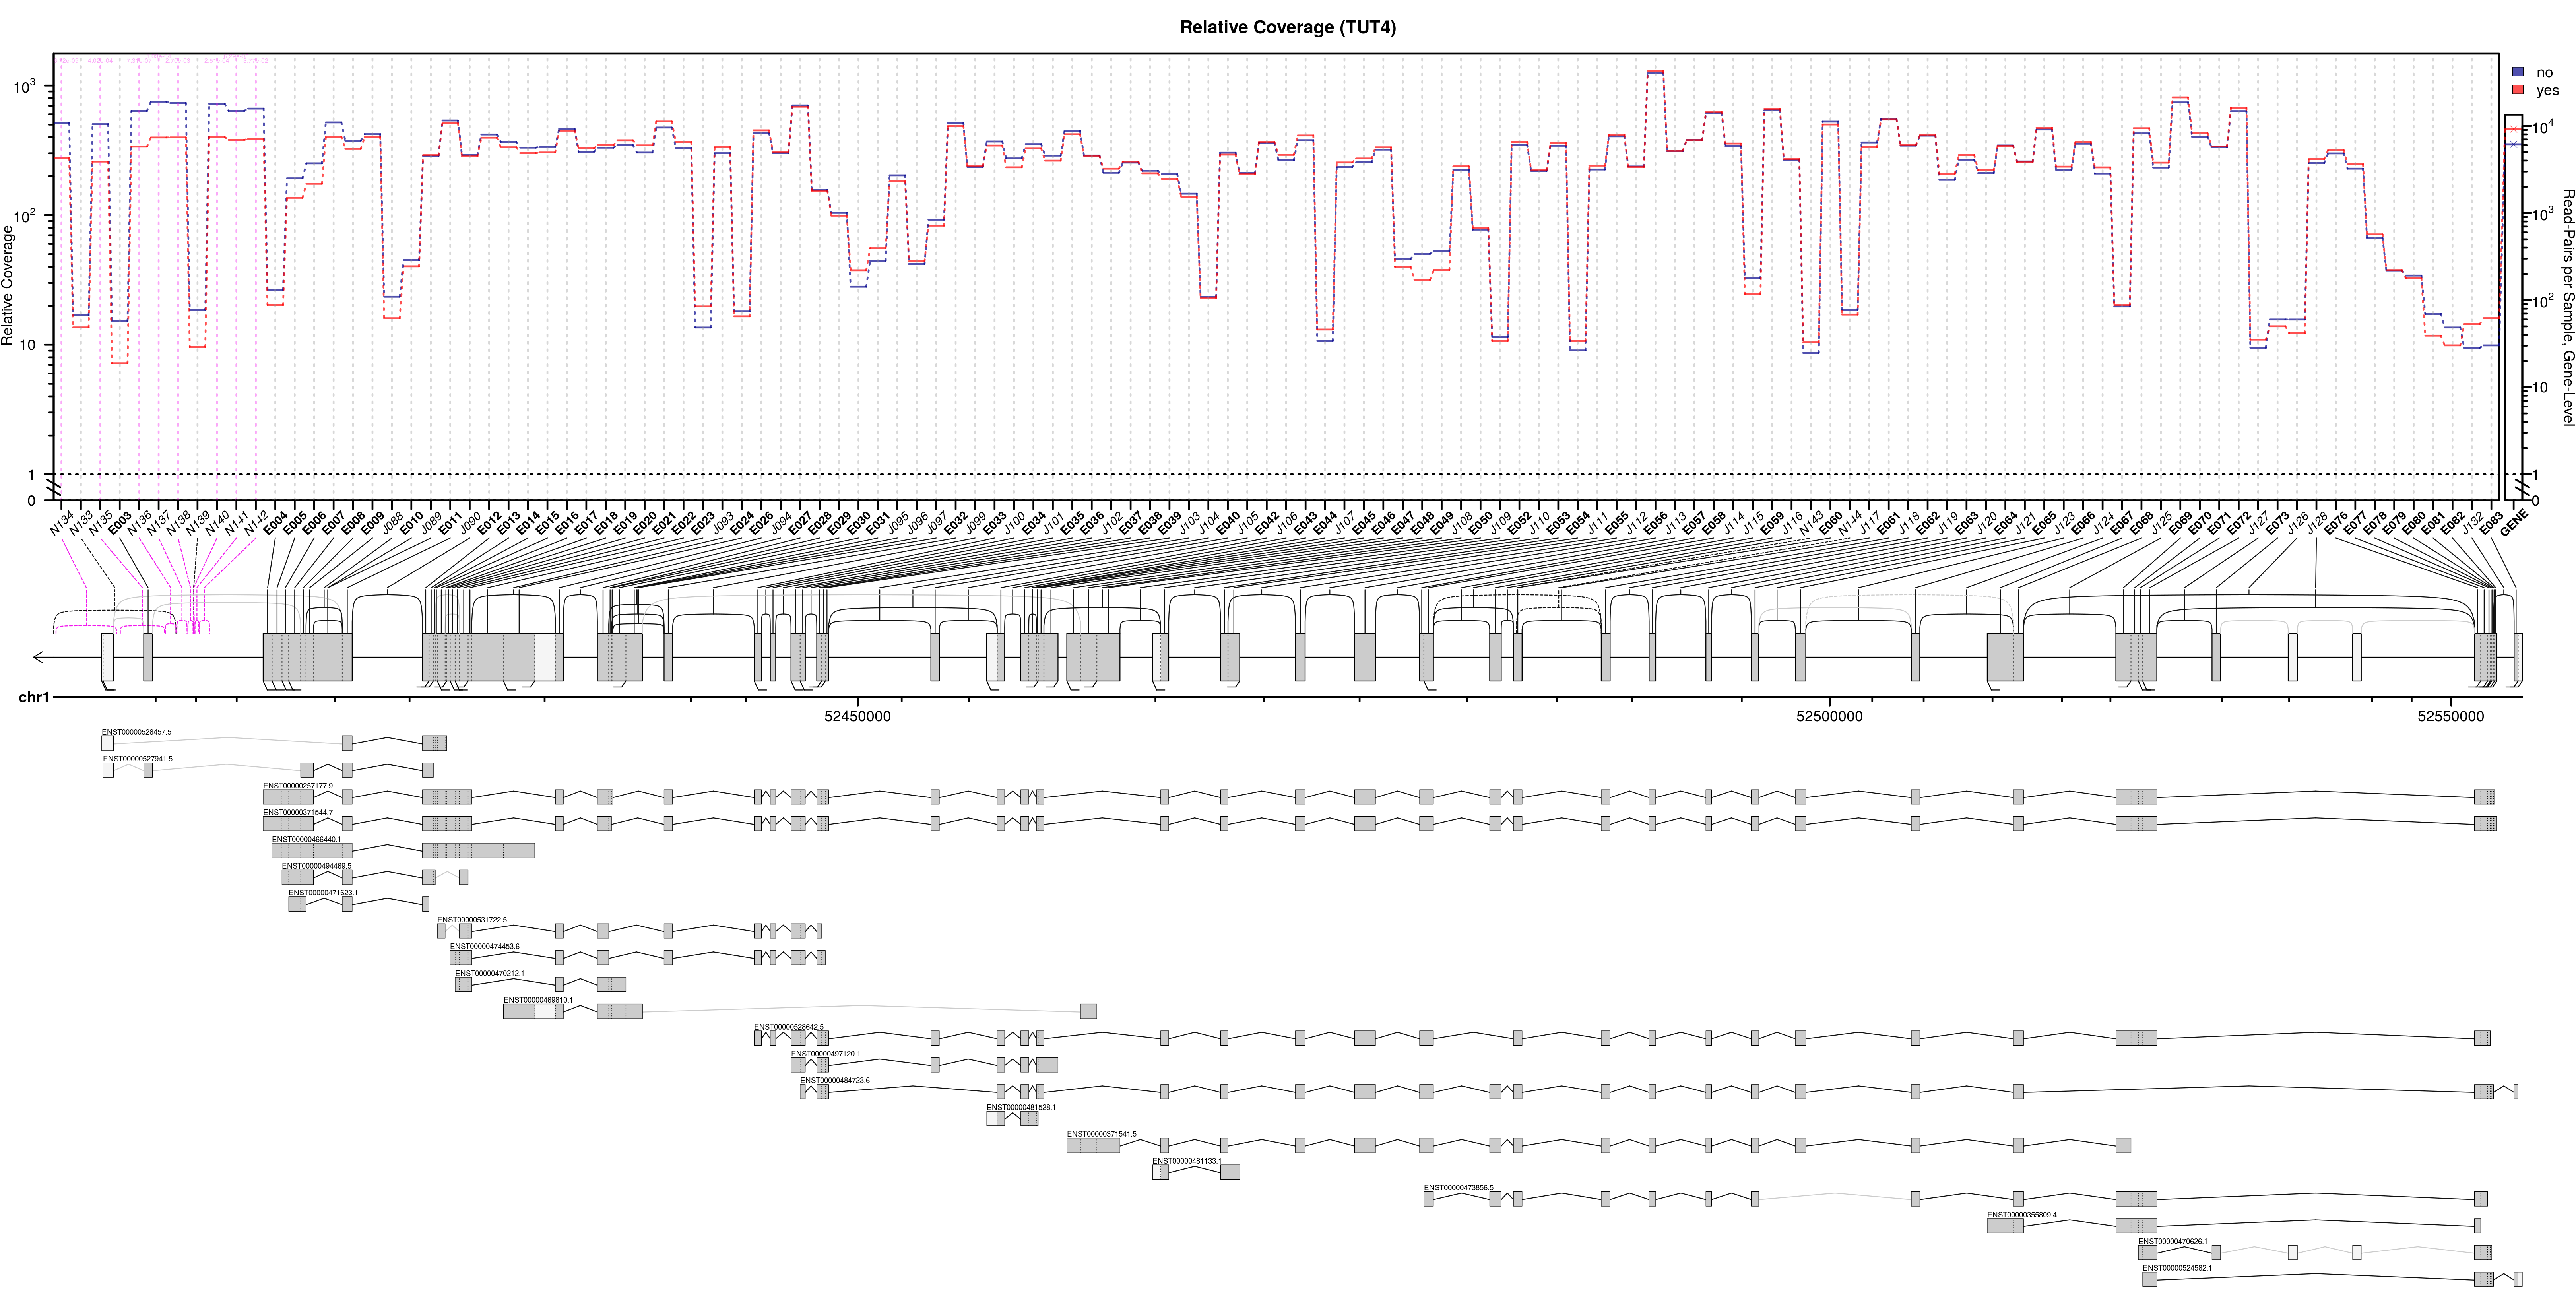 Relative Coverage (TUT4)
no
yes
Relative Coverage
10³
10²
10
1
0
10⁴
10³
10²
10
1
0
Read-Pairs per Sample, Gene-Level
N134 N133 N135 E003 N136 N137 N138 N139 N140 N141 N142 E004 E005 E006 E007 E008 E009 J088 E010 J089 E011 J090 E012 E013 E014 E015 E016 E017 E018 E019 E020 E021 E022 E023 J093 E024 E026 J094 E027 E028 E029 E030 E031 J095 J096 J097 E032 J099 E033 J100 E034 J101 E035 E036 J102 E037 E038 E039 J103 J104 E040 J105 E042 J106 E043 E044 J107 E045 E046 E047 E048 E049 J108 E050 J109 E052 J110 E053 E054 J111 E055 J112 E056 J113 E057 E058 J114 J115 E059 J116 N143 E060 N144 J117 E061 J118 E062 J119 E063 J120 E064 J121 E065 J123 E066 J124 E067 E068 J125 E069 E070 E071 E072 J127 E073 J126 J128 E076 E077 E078 E079 E080 E081 E082 J132 E083 GENE
chr1
52450000 52500000 52550000
ENST00000528457.5
ENST00000527941.5
ENST00000257177.9
ENST00000371544.7
ENST00000466440.1
ENST00000494469.5
ENST00000471623.1
ENST00000531722.5
ENST00000474453.6
ENST00000470212.1
ENST00000469810.1
ENST00000528642.5
ENST00000497120.1
ENST00000484723.6
ENST00000481528.1
ENST00000371541.5
ENST00000481133.1
ENST00000473856.5
ENST00000355809.4
ENST00000470626.1
ENST00000524582.1